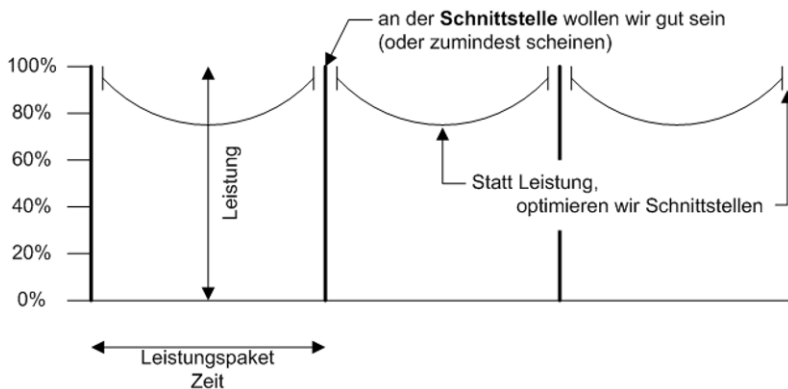 an der Schnittstelle wollen wir gut sein
(oder zumindest scheinen)
100%
80%
60%
40%
20%
0%
Leistung
Statt Leistung,
optimieren wir Schnittstellen
Leistungspaket
Zeit